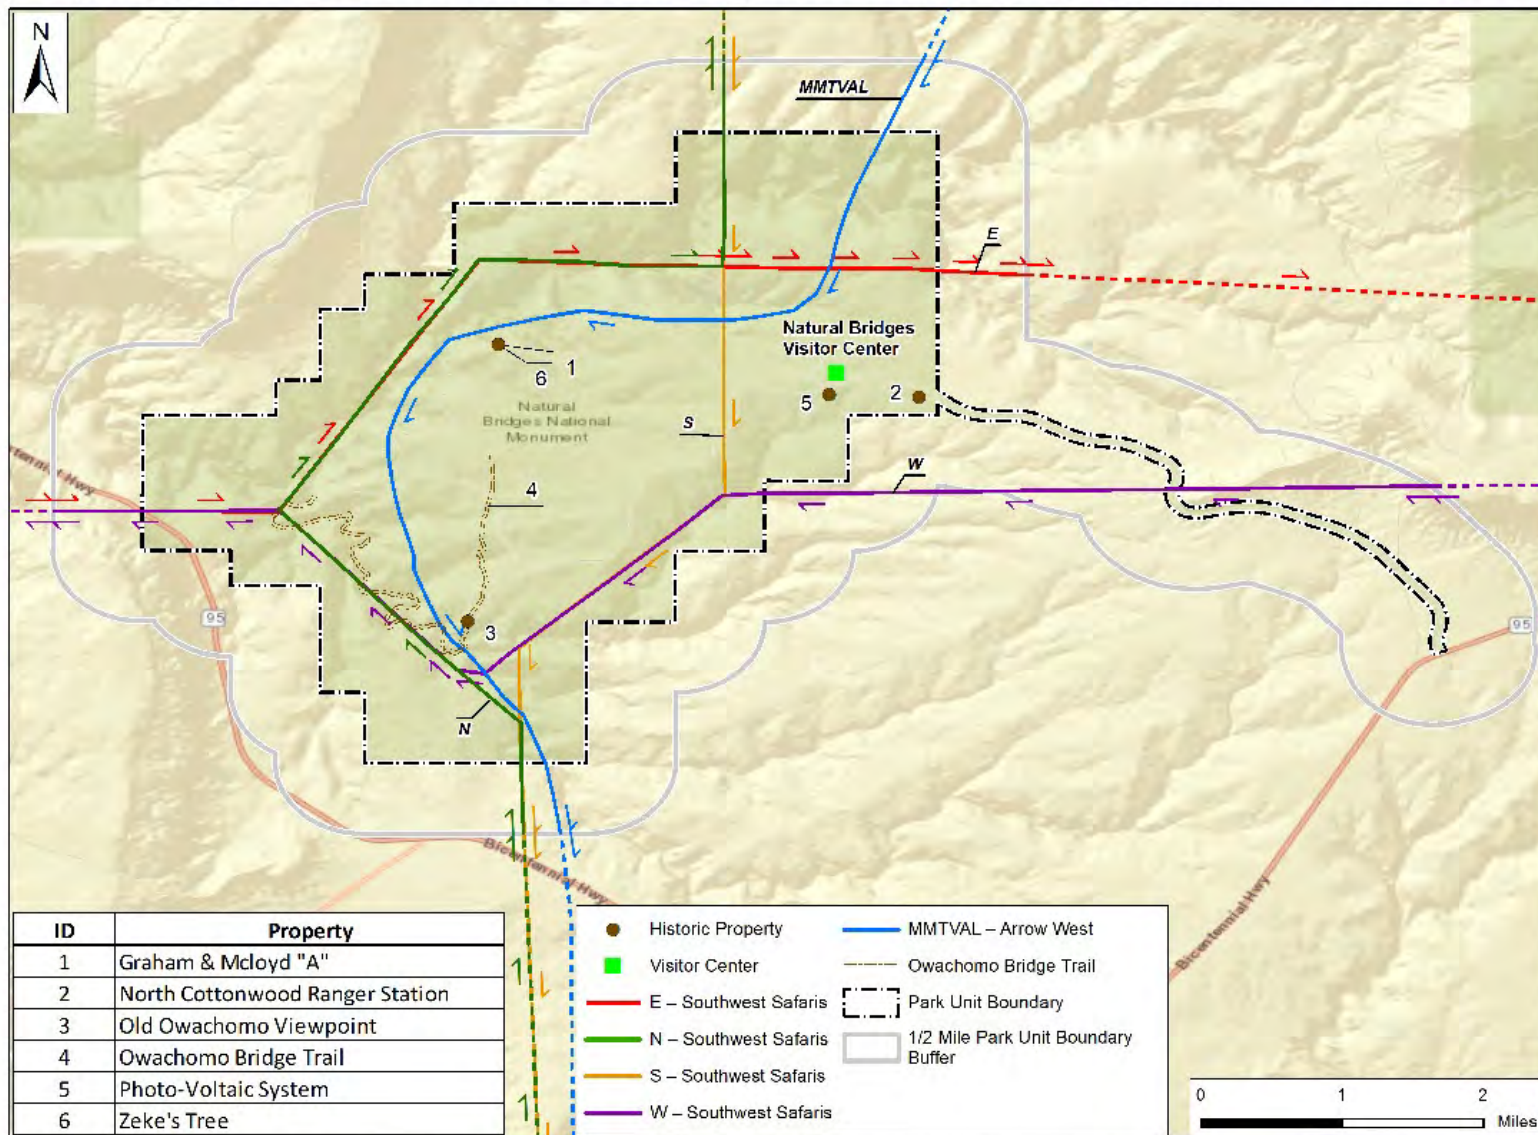 N
MMTVAL
E
Natural Bridges
Visitor Center
1
6
5
2
Natural
Bridges National
Monument
S
W
4
entennial Hwy
95
3
95
N
Bicentennial Hwy
Bicentennial Hwy
ID Property
1 Graham & Mcloyd "A"
2 North Cottonwood Ranger Station
3 Old Owachomo Viewpoint
4 Owachomo Bridge Trail
5 Photo-Voltaic System
6 Zeke's Tree
Historic Property
Visitor Center
E – Southwest Safaris
N – Southwest Safaris
S – Southwest Safaris
W – Southwest Safaris
MMTVAL – Arrow West
Owachomo Bridge Trail
Park Unit Boundary
1/2 Mile Park Unit Boundary
Buffer
0 1 2
Miles